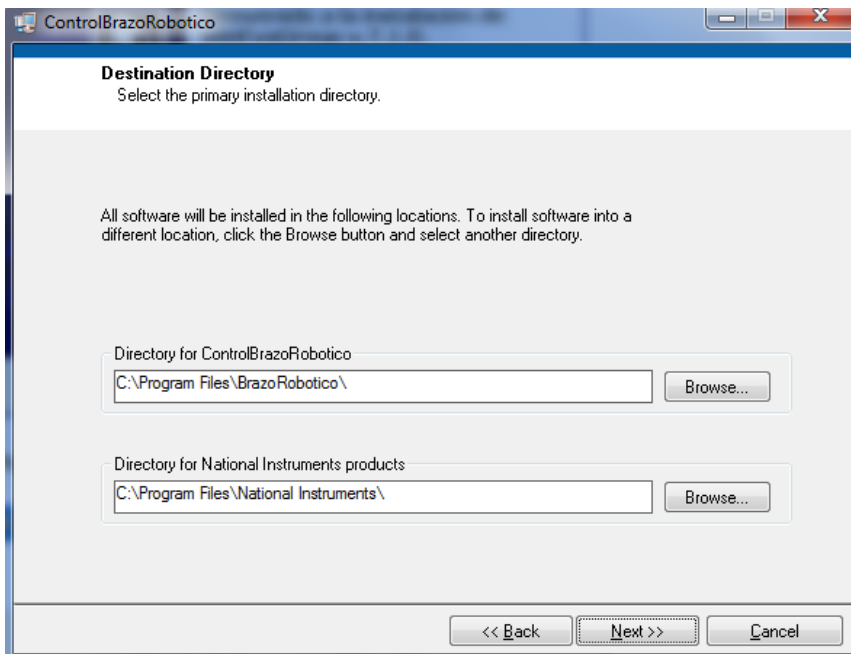 ControlBrazoRobotico
Destination Directory
Select the primary installation directory.
All software will be installed in the following locations. To install software into a
different location, click the Browse button and select another directory.
Directory for ControlBrazoRobotico
C:\Program Files\BrazoRobotico\
Browse...
Directory for National Instruments products
C:\Program Files\National Instruments\
Browse...
<< Back
Next >>
Cancel